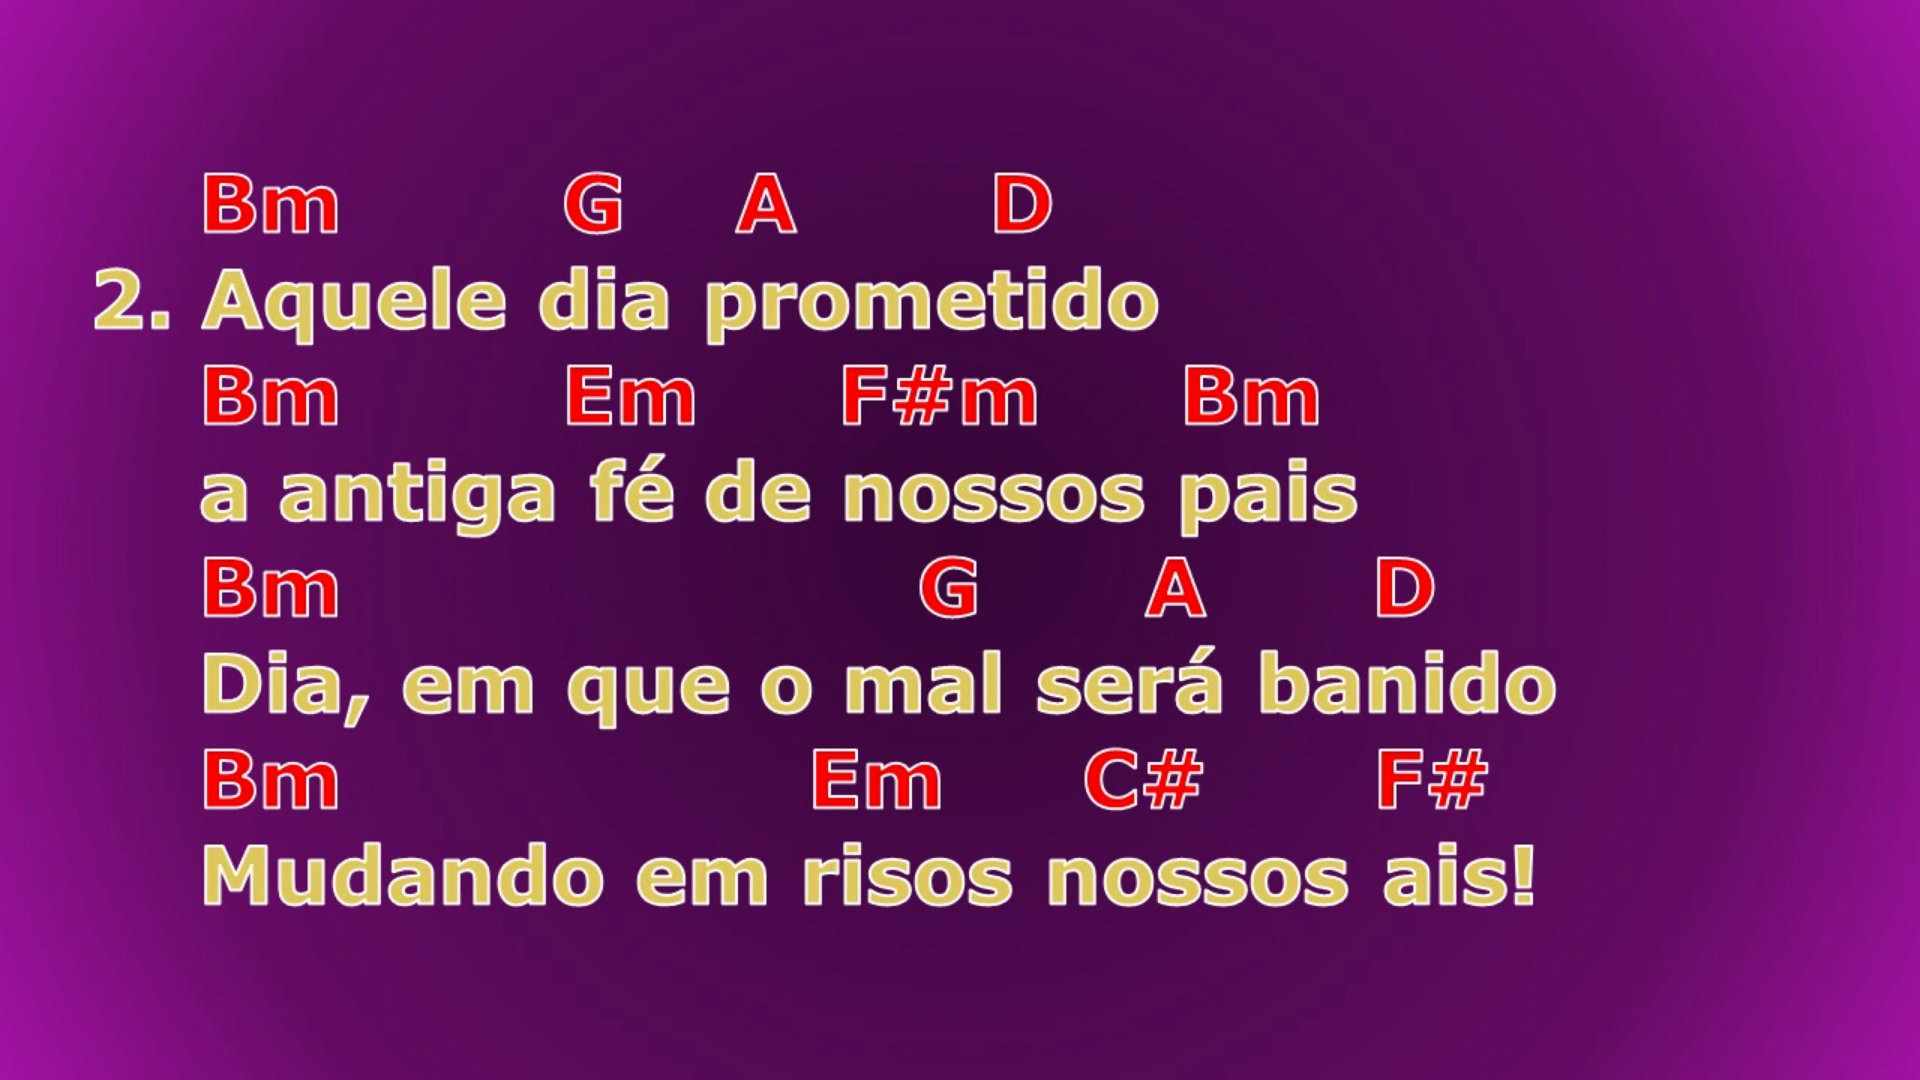 Bm G A D
2. Aquele dia prometido
Bm Em F#m Bm
a antiga fé de nossos pais
Bm G A D
Dia, em que o mal será banido
Bm Em C# F#
Mudando em risos nossos ais!